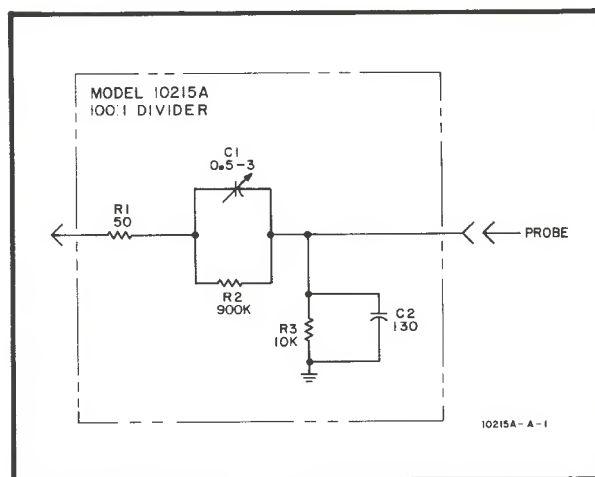 MODEL 10215A
100:1 DIVIDER
C1
0.5-3
R1
50
PROBE
R2
900K
R3
10K
C2
130
10215A-A-1